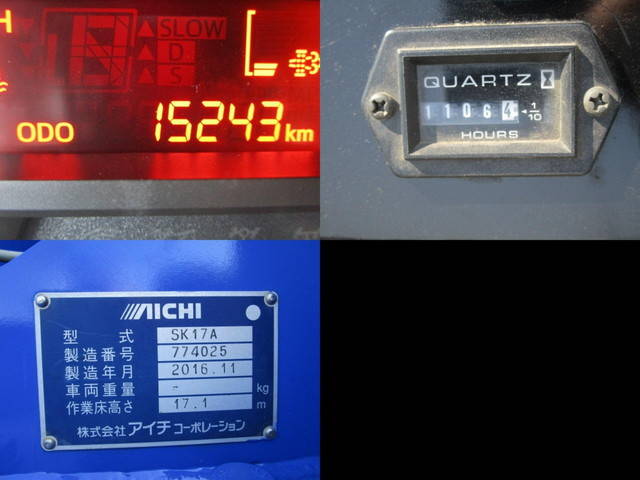 H
SLOW
D
S
ODO 15243 km
QUARTZ
11064 1/10
HOURS
AICHI
型式 SK17A
製造番号 774025
製造年月 2016.11
車両重量 - kg
作業床高さ 17.1 m
株式会社アイチコーポレーション